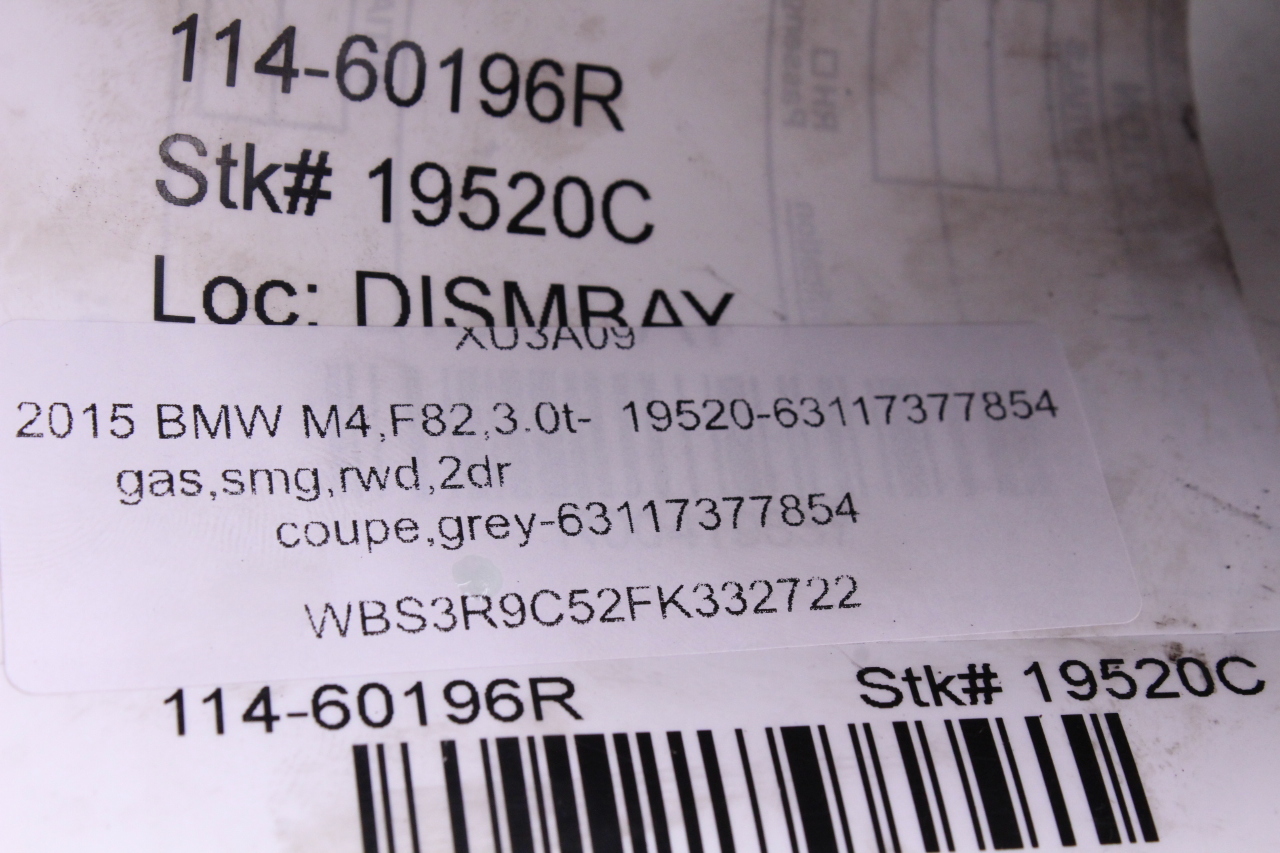 114-60196R
Stk# 19520C
Loc: DISMBAY
XU3A09
2015 BMW M4,F82,3.0t- 19520-63117377854
gas,smg,rwd,2dr
coupe,grey-63117377854
WBS3R9C52FK332722
114-60196R Stk# 19520C